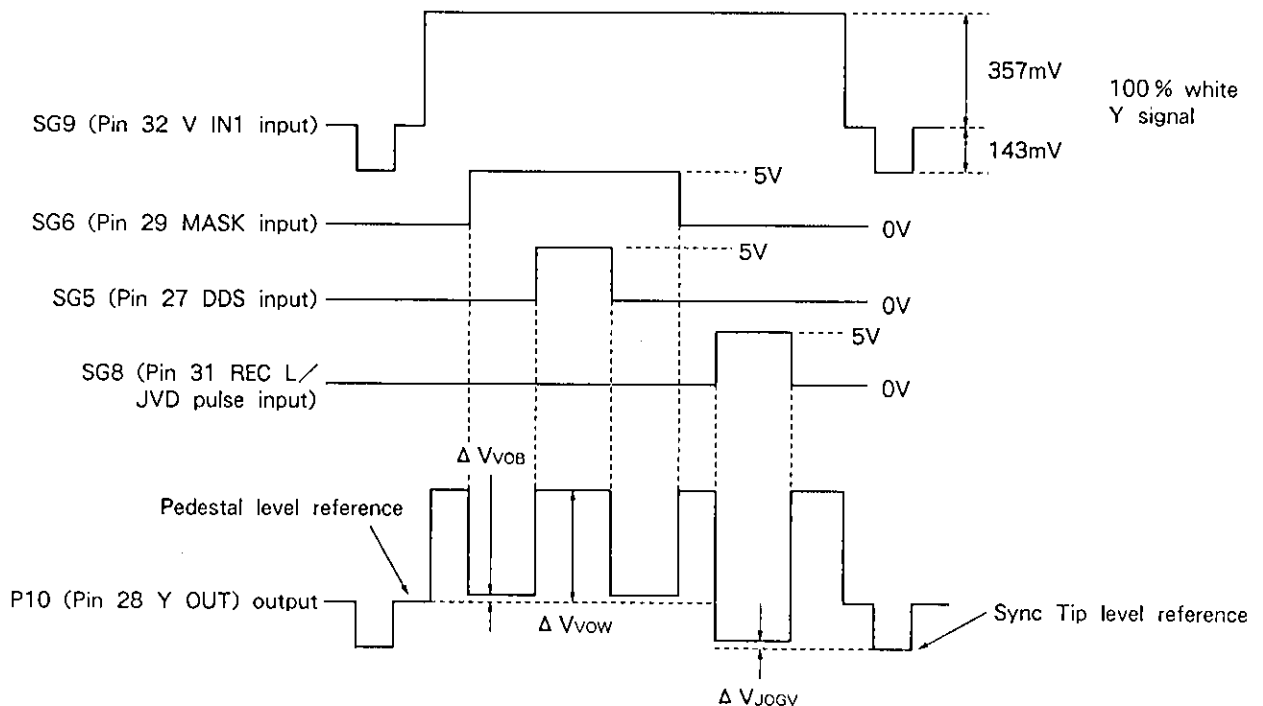 357mV
100% white
Y signal
SG9 (Pin 32 V IN1 input)
143mV
5V
SG6 (Pin 29 MASK input)
0V
5V
SG5 (Pin 27 DDS input)
0V
5V
SG8 (Pin 31 REC L/
JVD pulse input)
0V
Δ VVOB
Pedestal level reference
P10 (Pin 28 Y OUT) output
Δ VVOW
Sync Tip level reference
Δ VJOGV